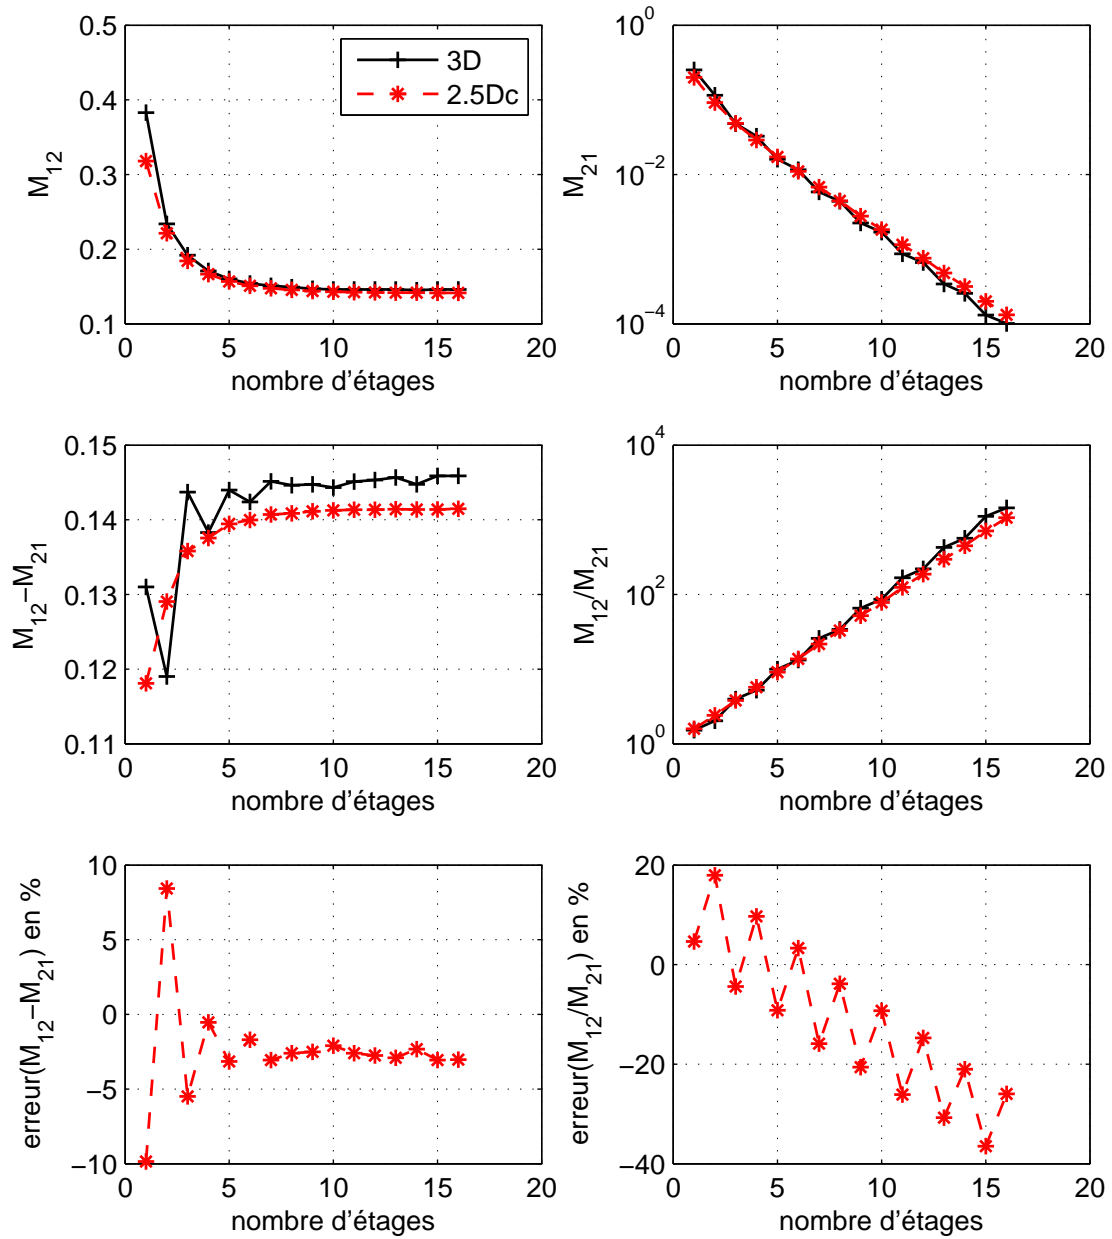 0.5
0.4
0.3
0.2
0.1
M12
3D
2.5Dc
0 5 10 15 20
nombre d'étages
10^0
10^−2
10^−4
M21
0 5 10 15 20
nombre d'étages
0.15
0.14
0.13
0.12
0.11
M12−M21
0 5 10 15 20
nombre d'étages
10^4
10^2
10^0
M12/M21
0 5 10 15 20
nombre d'étages
10
5
0
−5
−10
erreur(M12−M21) en %
0 5 10 15 20
nombre d'étages
20
0
−20
−40
erreur(M12/M21) en %
0 5 10 15 20
nombre d'étages